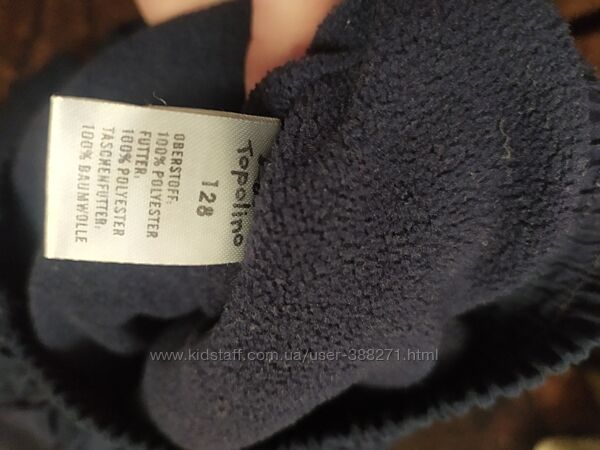 Topolino
128
OBERSTOFF:
100% POLYESTER
FUTTER:
100% POLYESTER
TASCHENFUTTER:
100% BAUMWOLLE
www.kidstaff.com.ua/user-388271.html